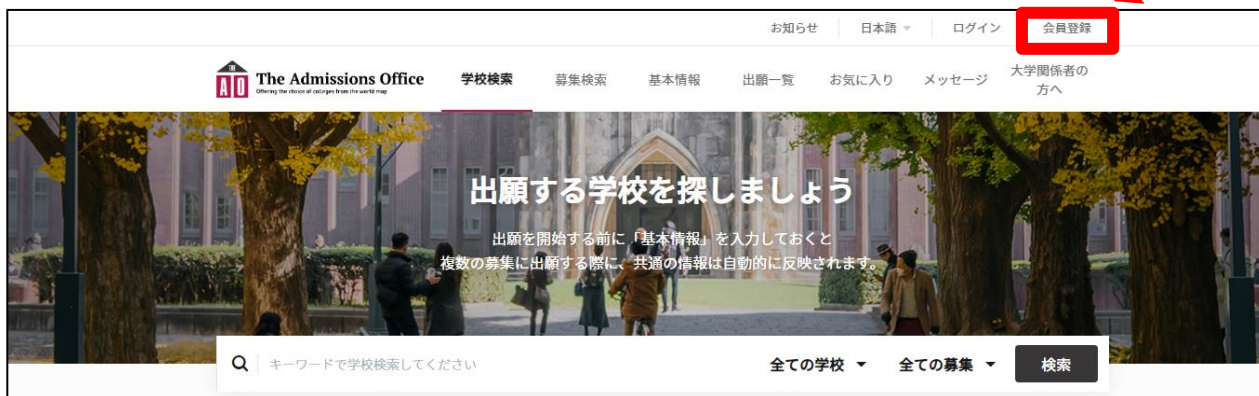 お知らせ 日本語 ログイン 会員登録
The Admissions Office
Offering the choice of colleges from the world map
学校検索 募集検索 基本情報 出願一覧 お気に入り メッセージ 大学関係者の
方へ
出願する学校を探しましょう
出願を開始する前に「基本情報」を入力しておくと
複数の募集に出願する際に、共通の情報は自動的に反映されます。
キーワードで学校検索してください 全ての学校 全ての募集 検索